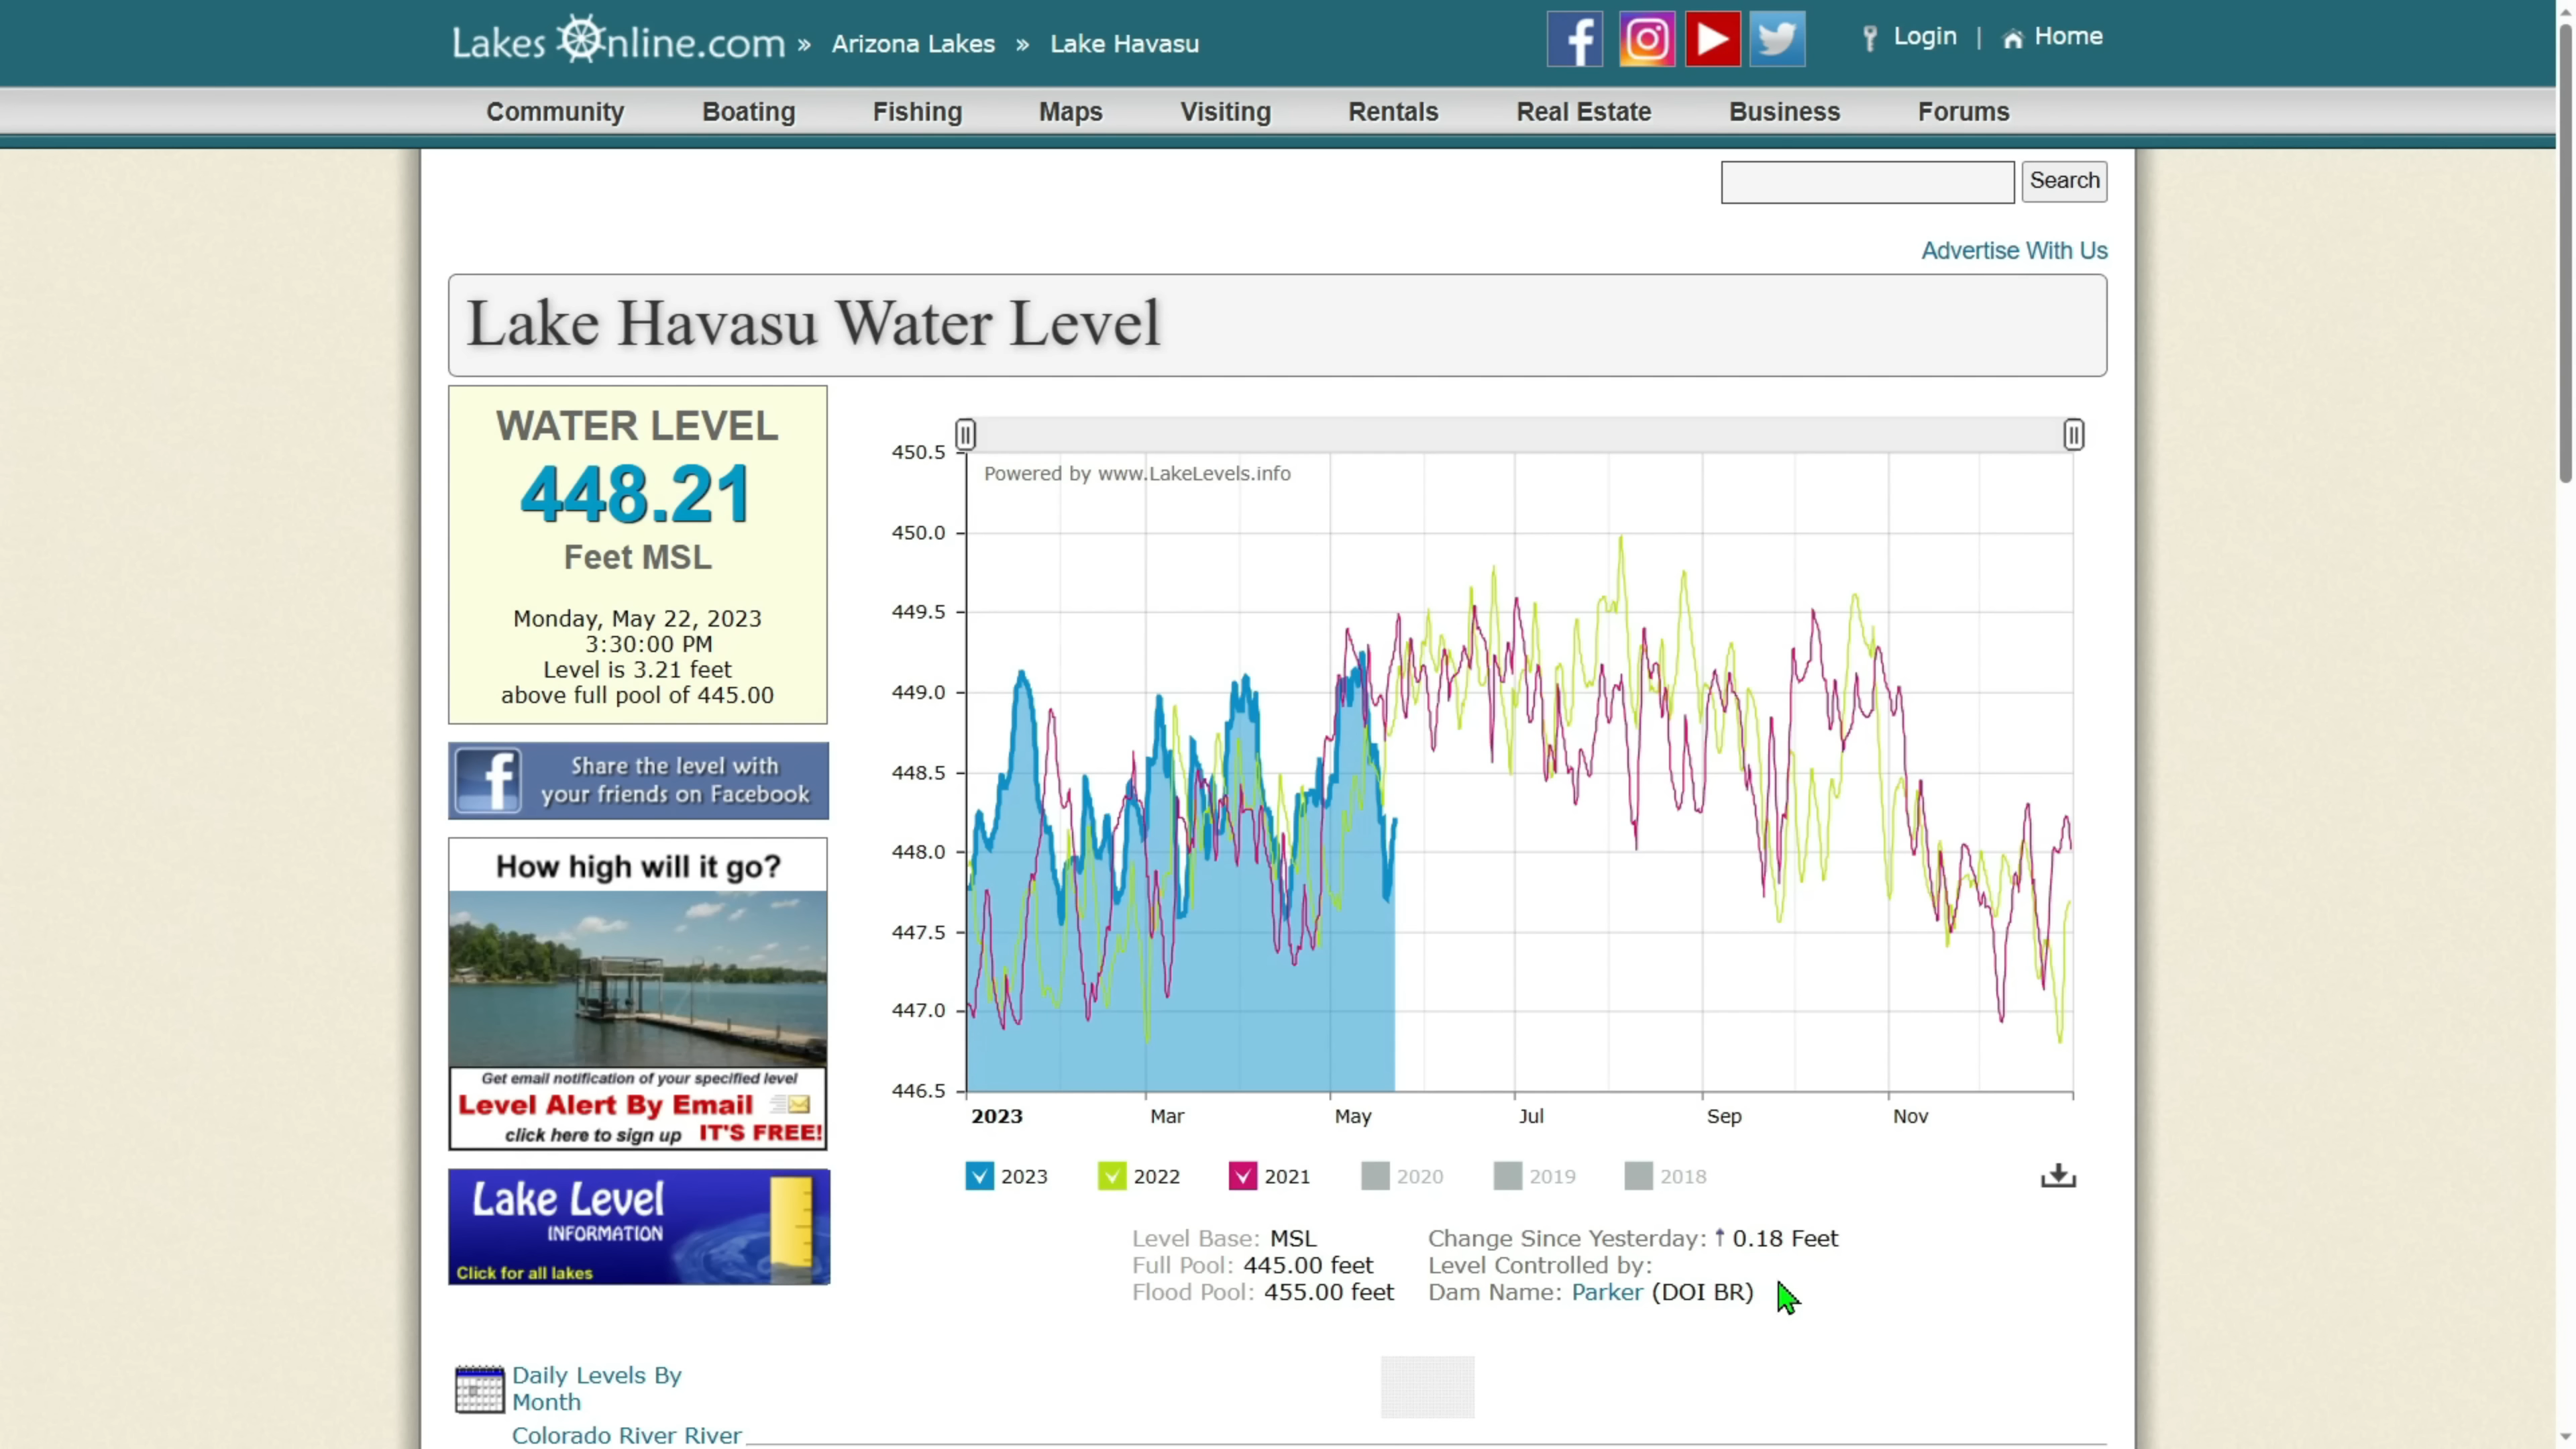 LakesOnline.com » Arizona Lakes » Lake Havasu
Login | Home
Community Boating Fishing Maps Visiting Rentals Real Estate Business Forums
Search
Advertise With Us
Lake Havasu Water Level
WATER LEVEL
448.21
Feet MSL
Monday, May 22, 2023
3:30:00 PM
Level is 3.21 feet
above full pool of 445.00
Share the level with
your friends on Facebook
How high will it go?
Get email notification of your specified level
Level Alert By Email
click here to sign up IT'S FREE!
Lake Level
INFORMATION
Click for all lakes
Powered by www.LakeLevels.info
450.5
450.0
449.5
449.0
448.5
448.0
447.5
447.0
446.5
2023 Mar May Jul Sep Nov
2023 2022 2021 2020 2019 2018
Level Base: MSL
Full Pool: 445.00 feet
Flood Pool: 455.00 feet
Change Since Yesterday: ↑ 0.18 Feet
Level Controlled by:
Dam Name: Parker (DOI BR)
Daily Levels By
Month
Colorado River River